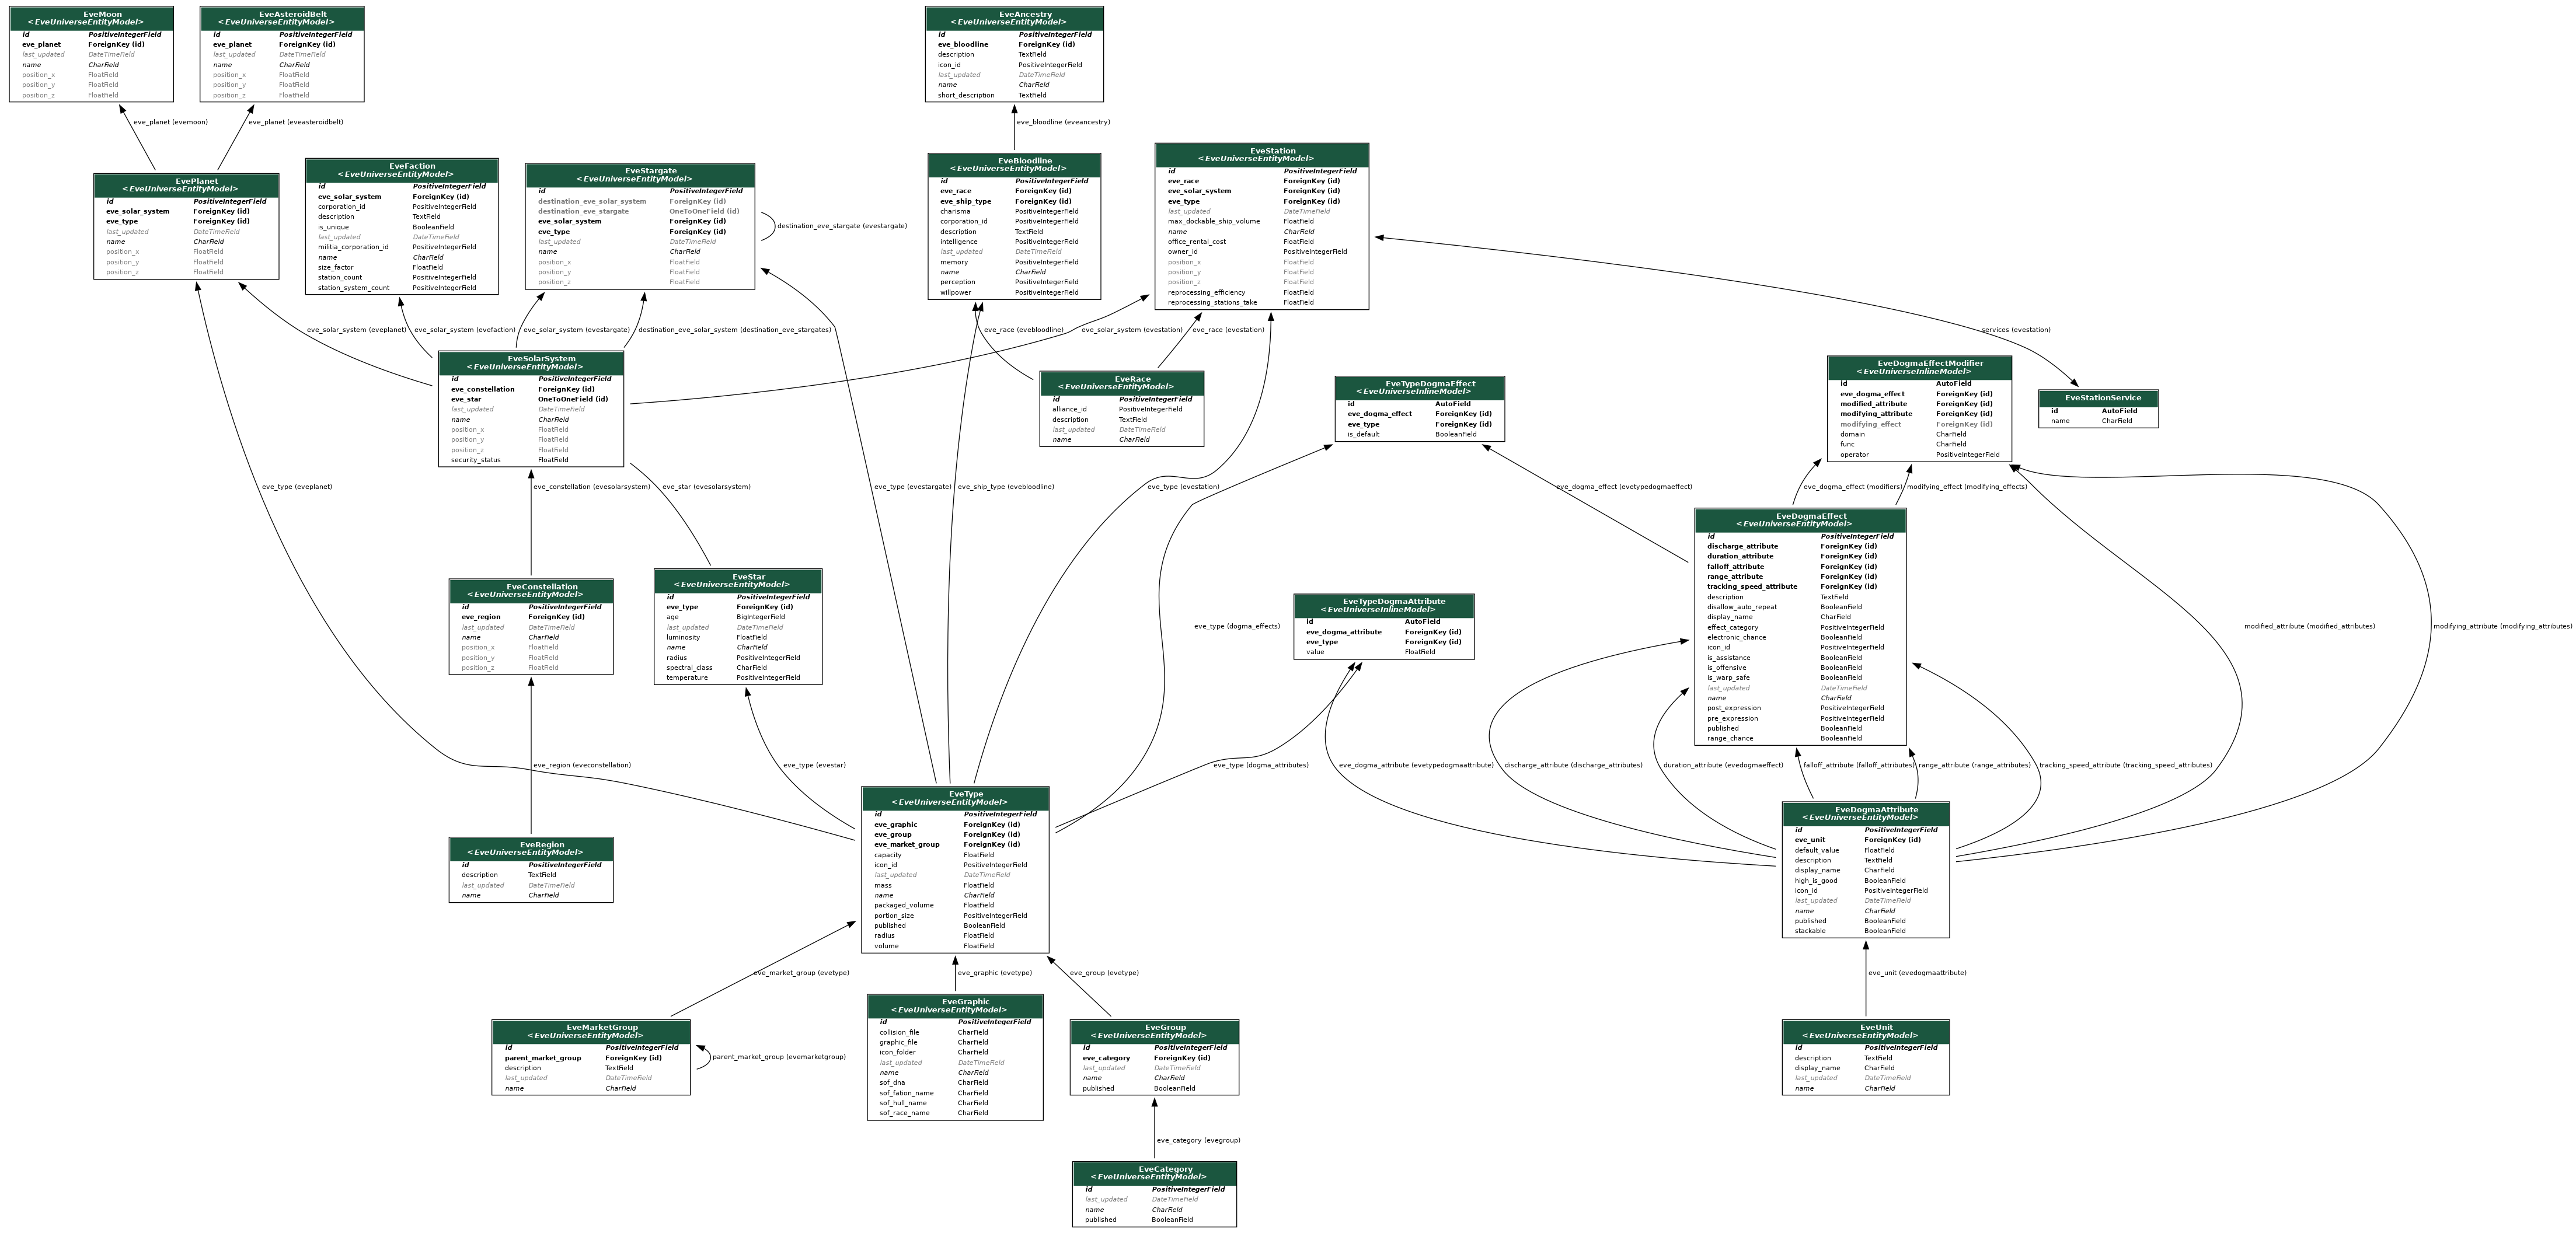 EveMoon
<EveUniverseEntityModel>
id PositiveIntegerField
eve_planet ForeignKey (id)
last_updated DateTimeField
name CharField
position_x FloatField
position_y FloatField
position_z FloatField
EveAsteroidBelt
<EveUniverseEntityModel>
id PositiveIntegerField
eve_planet ForeignKey (id)
last_updated DateTimeField
name CharField
position_x FloatField
position_y FloatField
position_z FloatField
EveAncestry
<EveUniverseEntityModel>
id PositiveIntegerField
eve_bloodline ForeignKey (id)
description TextField
icon_id PositiveIntegerField
last_updated DateTimeField
name CharField
short_description TextField
eve_planet (evemoon)
eve_planet (eveasteroidbelt)
eve_bloodline (eveancestry)
EvePlanet
<EveUniverseEntityModel>
id PositiveIntegerField
eve_solar_system ForeignKey (id)
eve_type ForeignKey (id)
last_updated DateTimeField
name CharField
position_x FloatField
position_y FloatField
position_z FloatField
EveFaction
<EveUniverseEntityModel>
id PositiveIntegerField
eve_solar_system ForeignKey (id)
corporation_id PositiveIntegerField
description TextField
is_unique BooleanField
last_updated DateTimeField
militia_corporation_id PositiveIntegerField
name CharField
size_factor FloatField
station_count PositiveIntegerField
station_system_count PositiveIntegerField
EveStargate
<EveUniverseEntityModel>
id PositiveIntegerField
destination_eve_solar_system ForeignKey (id)
destination_eve_stargate OneToOneField (id)
eve_solar_system ForeignKey (id)
eve_type ForeignKey (id)
last_updated DateTimeField
name CharField
position_x FloatField
position_y FloatField
position_z FloatField
destination_eve_stargate (evestargate)
EveBloodline
<EveUniverseEntityModel>
id PositiveIntegerField
eve_race ForeignKey (id)
eve_ship_type ForeignKey (id)
charisma PositiveIntegerField
corporation_id PositiveIntegerField
description TextField
intelligence PositiveIntegerField
last_updated DateTimeField
memory PositiveIntegerField
name CharField
perception PositiveIntegerField
willpower PositiveIntegerField
EveStation
<EveUniverseEntityModel>
id PositiveIntegerField
eve_race ForeignKey (id)
eve_solar_system ForeignKey (id)
eve_type ForeignKey (id)
last_updated DateTimeField
max_dockable_ship_volume FloatField
name CharField
office_rental_cost FloatField
owner_id PositiveIntegerField
position_x FloatField
position_y FloatField
position_z FloatField
reprocessing_efficiency FloatField
reprocessing_stations_take FloatField
eve_solar_system (eveplanet)
eve_solar_system (evefaction)
eve_solar_system (evestargate)
destination_eve_solar_system (destination_eve_stargates)
eve_race (evebloodline)
eve_solar_system (evestation)
eve_race (evestation)
services (evestation)
EveSolarSystem
<EveUniverseEntityModel>
id PositiveIntegerField
eve_constellation ForeignKey (id)
eve_star OneToOneField (id)
last_updated DateTimeField
name CharField
position_x FloatField
position_y FloatField
position_z FloatField
security_status FloatField
EveRace
<EveUniverseEntityModel>
id PositiveIntegerField
alliance_id PositiveIntegerField
description TextField
last_updated DateTimeField
name CharField
EveTypeDogmaEffect
<EveUniverseInlineModel>
id AutoField
eve_dogma_effect ForeignKey (id)
eve_type ForeignKey (id)
is_default BooleanField
EveDogmaEffectModifier
<EveUniverseInlineModel>
id AutoField
eve_dogma_effect ForeignKey (id)
modified_attribute ForeignKey (id)
modifying_attribute ForeignKey (id)
modifying_effect ForeignKey (id)
domain CharField
func CharField
operator PositiveIntegerField
EveStationService
id AutoField
name CharField
eve_type (eveplanet)
eve_constellation (evesolarsystem)
eve_star (evesolarsystem)
eve_type (evestargate)
eve_ship_type (evebloodline)
eve_type (evestation)
eve_dogma_effect (evetypedogmaeffect)
eve_dogma_effect (modifiers)
modifying_effect (modifying_effects)
EveConstellation
<EveUniverseEntityModel>
id PositiveIntegerField
eve_region ForeignKey (id)
last_updated DateTimeField
name CharField
position_x FloatField
position_y FloatField
position_z FloatField
EveStar
<EveUniverseEntityModel>
id PositiveIntegerField
eve_type ForeignKey (id)
age BigIntegerField
last_updated DateTimeField
luminosity FloatField
name CharField
radius PositiveIntegerField
spectral_class CharField
temperature PositiveIntegerField
eve_type (dogma_effects)
EveTypeDogmaAttribute
<EveUniverseInlineModel>
id AutoField
eve_dogma_attribute ForeignKey (id)
eve_type ForeignKey (id)
value FloatField
EveDogmaEffect
<EveUniverseEntityModel>
id PositiveIntegerField
discharge_attribute ForeignKey (id)
duration_attribute ForeignKey (id)
falloff_attribute ForeignKey (id)
range_attribute ForeignKey (id)
tracking_speed_attribute ForeignKey (id)
description TextField
disallow_auto_repeat BooleanField
display_name CharField
effect_category PositiveIntegerField
electronic_chance BooleanField
icon_id PositiveIntegerField
is_assistance BooleanField
is_offensive BooleanField
is_warp_safe BooleanField
last_updated DateTimeField
name CharField
post_expression PositiveIntegerField
pre_expression PositiveIntegerField
published BooleanField
range_chance BooleanField
modified_attribute (modified_attributes)
modifying_attribute (modifying_attributes)
eve_region (eveconstellation)
eve_type (evestar)
eve_type (dogma_attributes)
eve_dogma_attribute (evetypedogmaattribute)
discharge_attribute (discharge_attributes)
duration_attribute (evedogmaeffect)
falloff_attribute (falloff_attributes)
range_attribute (range_attributes)
tracking_speed_attribute (tracking_speed_attributes)
EveRegion
<EveUniverseEntityModel>
id PositiveIntegerField
description TextField
last_updated DateTimeField
name CharField
EveType
<EveUniverseEntityModel>
id PositiveIntegerField
eve_graphic ForeignKey (id)
eve_group ForeignKey (id)
eve_market_group ForeignKey (id)
capacity FloatField
icon_id PositiveIntegerField
last_updated DateTimeField
mass FloatField
name CharField
packaged_volume FloatField
portion_size PositiveIntegerField
published BooleanField
radius FloatField
volume FloatField
EveDogmaAttribute
<EveUniverseEntityModel>
id PositiveIntegerField
eve_unit ForeignKey (id)
default_value FloatField
description TextField
display_name CharField
high_is_good BooleanField
icon_id PositiveIntegerField
last_updated DateTimeField
name CharField
published BooleanField
stackable BooleanField
eve_market_group (evetype)
eve_graphic (evetype)
eve_group (evetype)
eve_unit (evedogmaattribute)
EveMarketGroup
<EveUniverseEntityModel>
id PositiveIntegerField
parent_market_group ForeignKey (id)
description TextField
last_updated DateTimeField
name CharField
parent_market_group (evemarketgroup)
EveGraphic
<EveUniverseEntityModel>
id PositiveIntegerField
collision_file CharField
graphic_file CharField
icon_folder CharField
last_updated DateTimeField
name CharField
sof_dna CharField
sof_fation_name CharField
sof_hull_name CharField
sof_race_name CharField
EveGroup
<EveUniverseEntityModel>
id PositiveIntegerField
eve_category ForeignKey (id)
last_updated DateTimeField
name CharField
published BooleanField
EveUnit
<EveUniverseEntityModel>
id PositiveIntegerField
description TextField
display_name CharField
last_updated DateTimeField
name CharField
eve_category (evegroup)
EveCategory
<EveUniverseEntityModel>
id PositiveIntegerField
last_updated DateTimeField
name CharField
published BooleanField